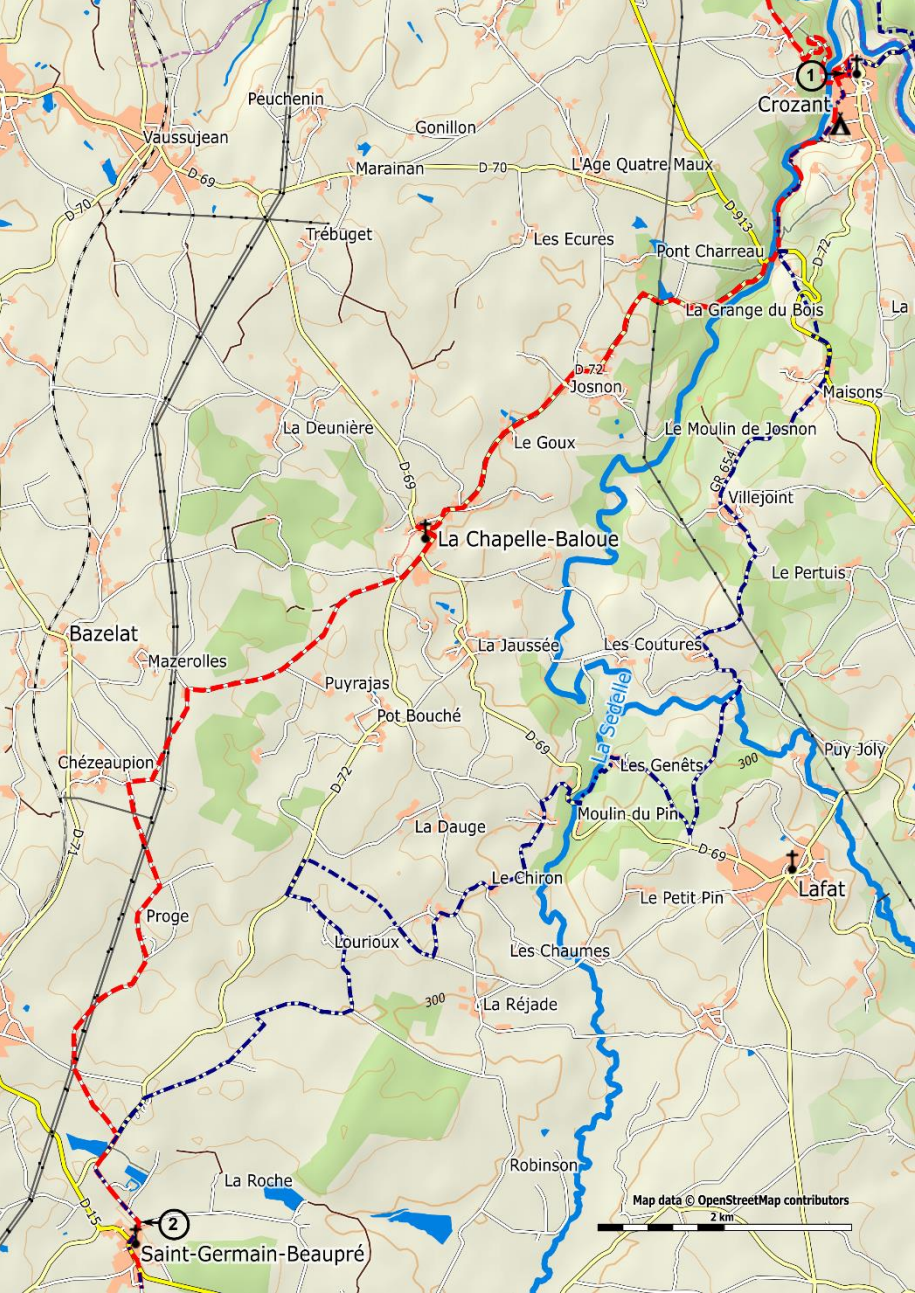 1
Crozant
Peuchenin
Gonillon
Vaussujean
D 69
Marainan
D 70
L'Age Quatre Maux
D 70
D-913
Trébuget
Les Ecures
Pont Charreau
D 72
La Grange du Bois
La
D 72
Josnon
Maisons
La Deunière
Le Goux
Le Moulin de Josnon
D 69
GR 654
Villejoint
La Chapelle-Baloue
Le Pertuis
Bazelat
La Jaussée
Les Coutures
Mazerolles
Puyrajas
La Sedelle
Pot Bouché
D-69
Puy Joly
Chézeaupion
Les Genêts
300
D-72
Moulin du Pin
La Dauge
D-71
D-69
Le Chiron
Lafat
Le Petit Pin
Proge
Lourioux
Les Chaumes
300
La Réjade
Robinson
La Roche
Map data © OpenStreetMap contributors
2 km
D-15
2
Saint-Germain-Beaupré